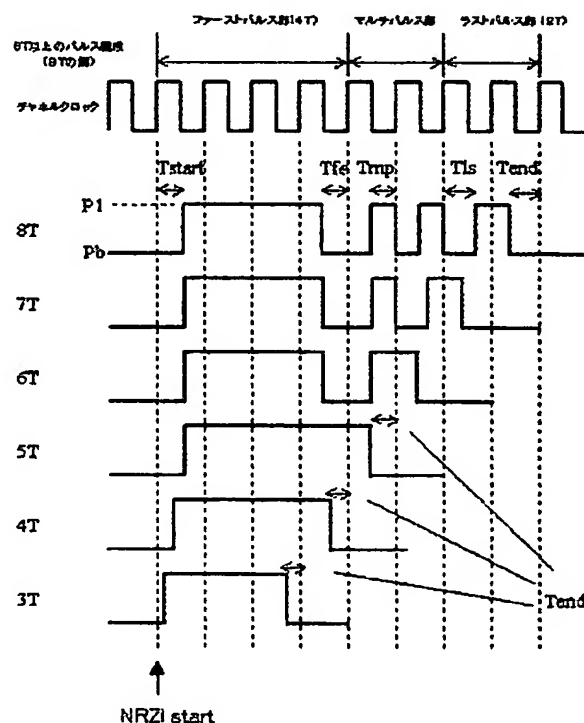 ファーストパルス部(4T)
マルチパルス部
ラストパルス部(2T)
6T以上のパルス構成
(8Tの例)
チャネルクロック
Tstart
Tfe
Tmp
Tls
Tend
P1
8T
Pb
7T
6T
5T
4T
3T
Tend
NRZI start